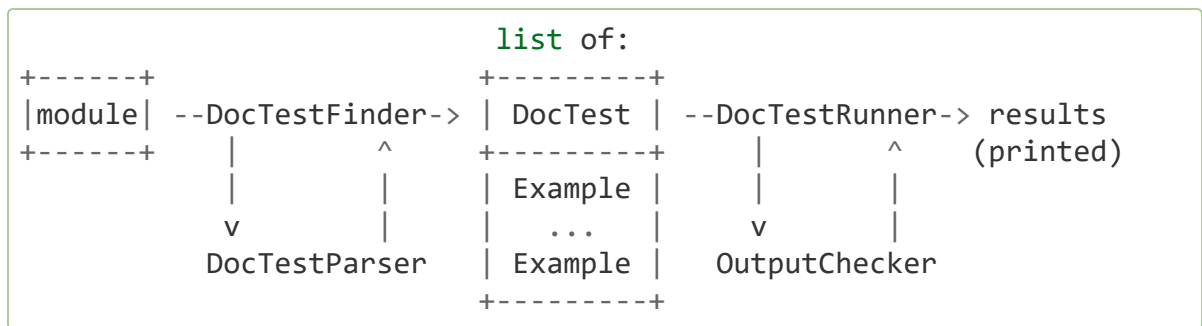 list of:
+------+                   +---------+
|module| --DocTestFinder-> | DocTest | --DocTestRunner-> results
+------+    |        ^     +---------+     |       ^    (printed)
            |        |     | Example |     |       |
            v        |     |   ...   |     v       |
           DocTestParser   | Example |   OutputChecker
                           +---------+